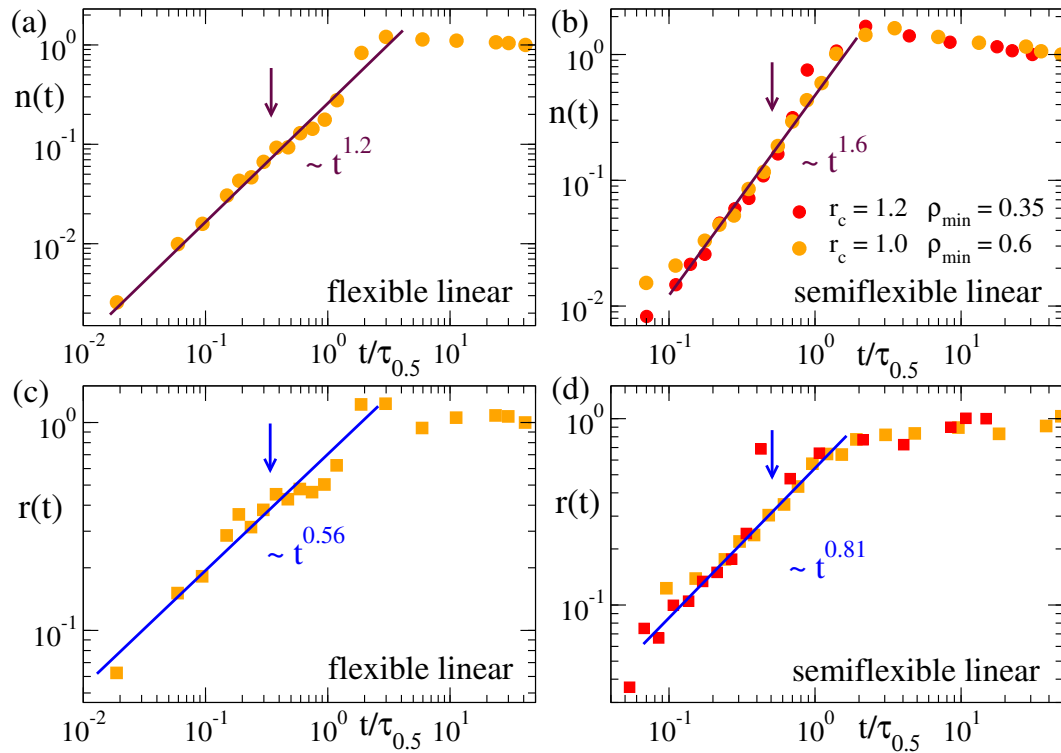 (a)
n(t)
10^0
10^-1
10^-2
~ t^1.2
flexible linear
10^-2 10^-1 10^0 t/τ_0.5 10^1
(b)
n(t)
10^0
10^-1
10^-2
~ t^1.6
r_c = 1.2 ρ_min = 0.35
r_c = 1.0 ρ_min = 0.6
semiflexible linear
10^-1 10^0 t/τ_0.5 10^1
(c)
r(t)
10^0
10^-1
~ t^0.56
flexible linear
10^-2 10^-1 10^0 t/τ_0.5 10^1
(d)
r(t)
10^0
10^-1
~ t^0.81
semiflexible linear
10^-1 10^0 t/τ_0.5 10^1